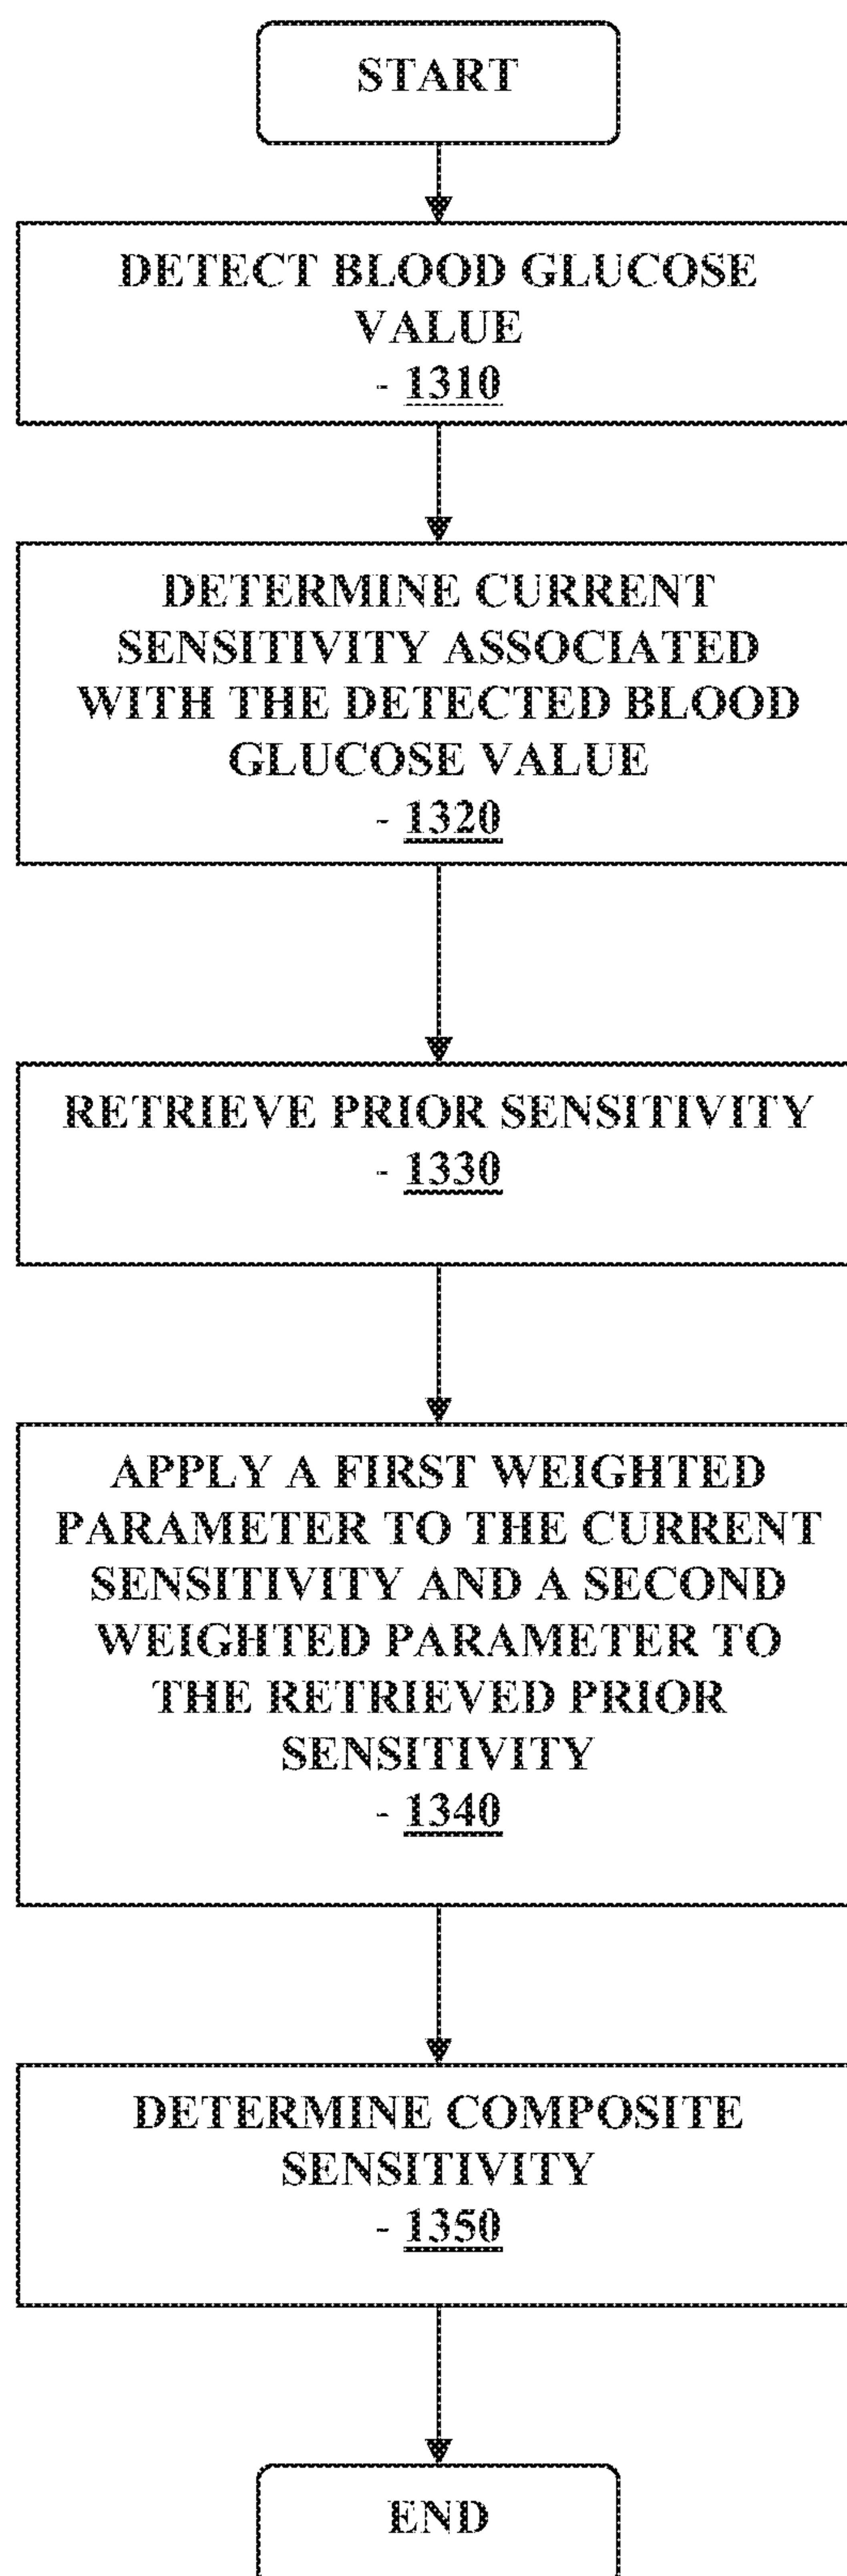 START
DETECT BLOOD GLUCOSE
VALUE
- 1310
DETERMINE CURRENT
SENSITIVITY ASSOCIATED
WITH THE DETECTED BLOOD
GLUCOSE VALUE
- 1320
RETRIEVE PRIOR SENSITIVITY
- 1330
APPLY A FIRST WEIGHTED
PARAMETER TO THE CURRENT
SENSITIVITY AND A SECOND
WEIGHTED PARAMETER TO
THE RETRIEVED PRIOR
SENSITIVITY
- 1340
DETERMINE COMPOSITE
SENSITIVITY
- 1350
END